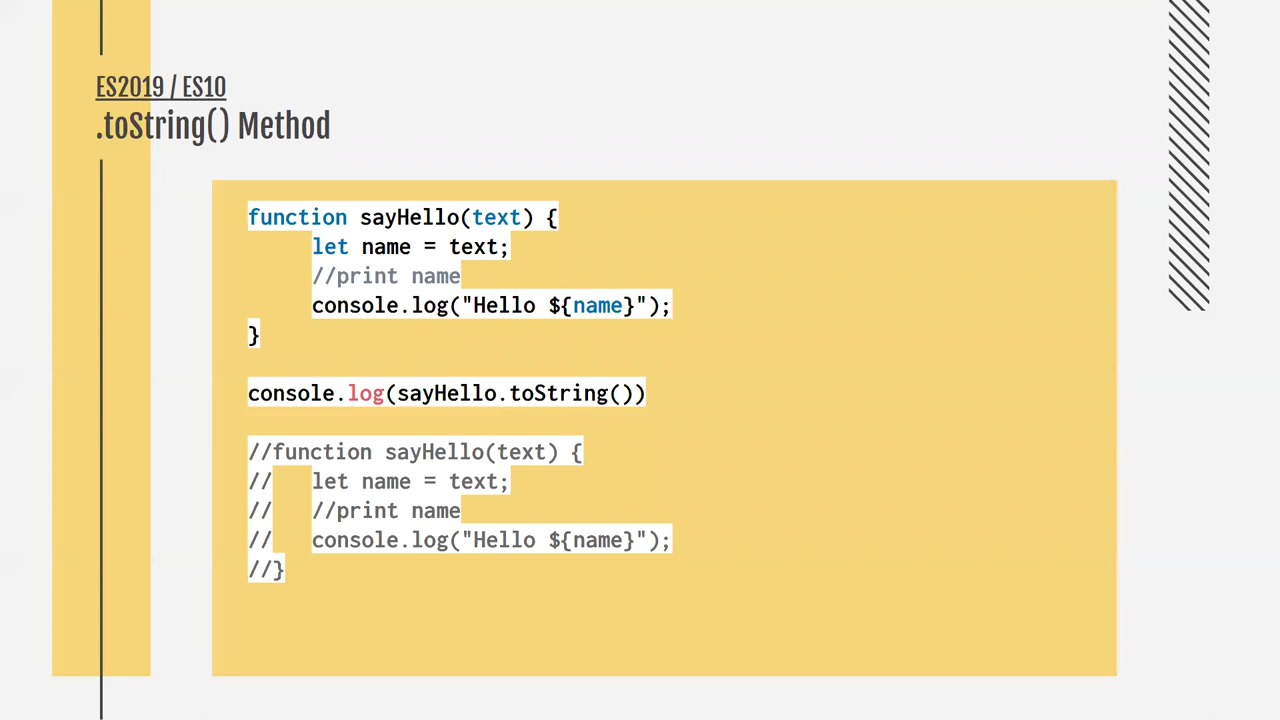 ES2019 / ES10
.toString() Method
function sayHello(text) {
let name = text;
//print name
console.log("Hello ${name}");
}
console.log(sayHello.toString())
//function sayHello(text) {
// let name = text;
// //print name
// console.log("Hello ${name}");
//}